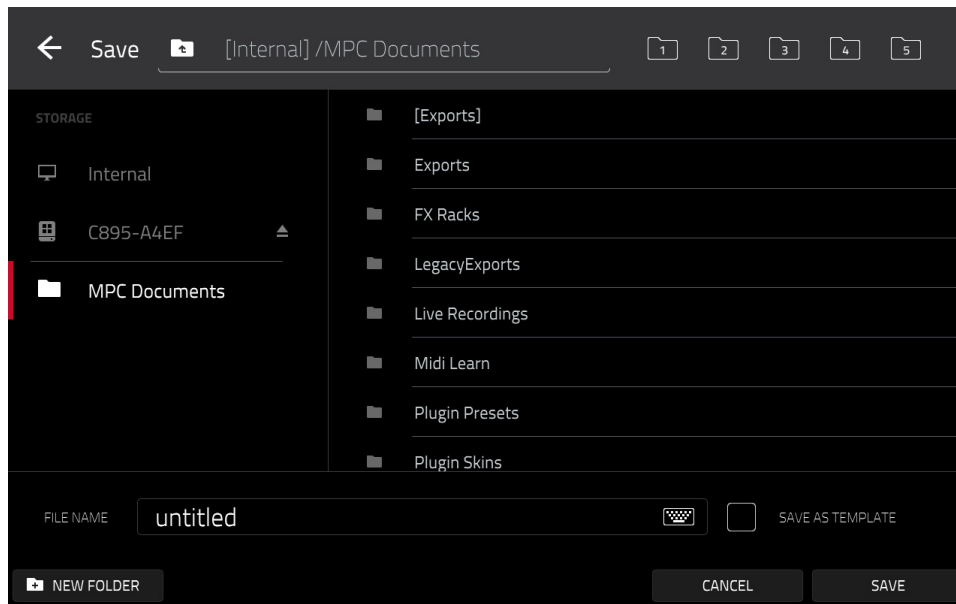 Save [Internal] /MPC Documents 1 2 3 4 5
STORAGE
Internal
C895-A4EF
MPC Documents
[Exports]
Exports
FX Racks
LegacyExports
Live Recordings
Midi Learn
Plugin Presets
Plugin Skins
FILE NAME untitled SAVE AS TEMPLATE
NEW FOLDER CANCEL SAVE